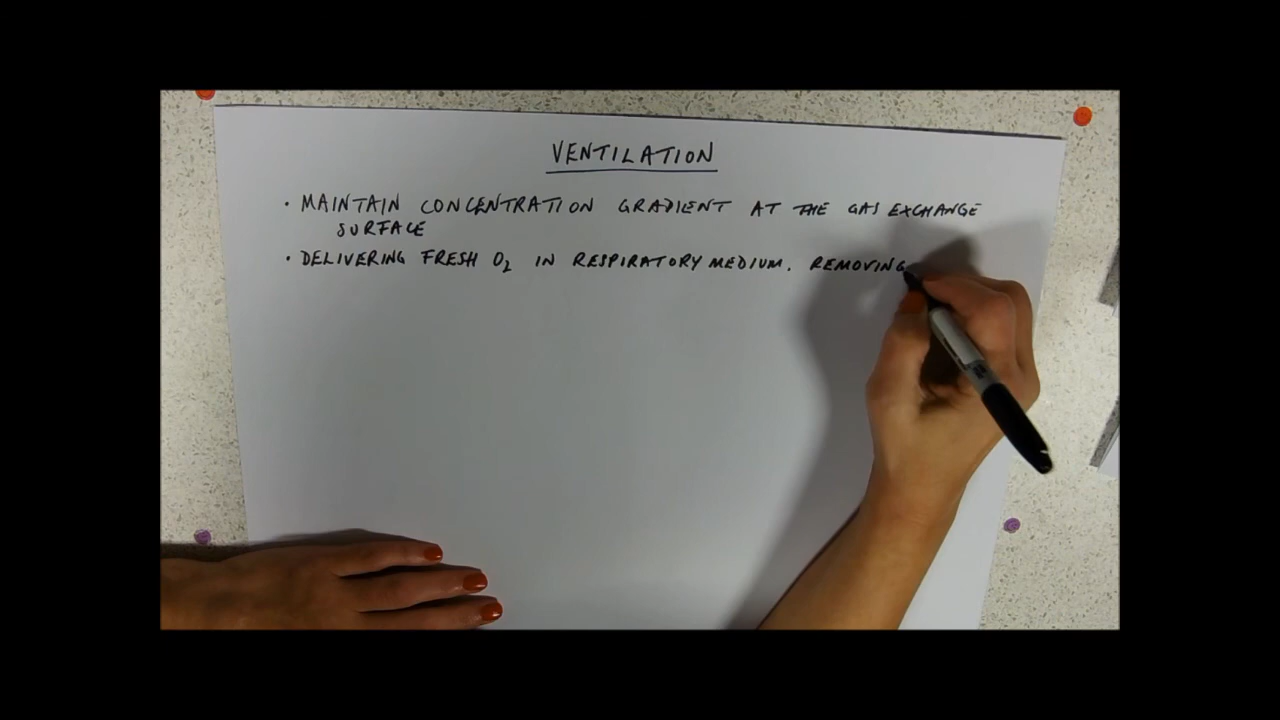 VENTILATION
• MAINTAIN CONCENTRATION GRADIENT AT THE GAS EXCHANGE
SURFACE
• DELIVERING FRESH O₂ IN RESPIRATORY MEDIUM. REMOVING